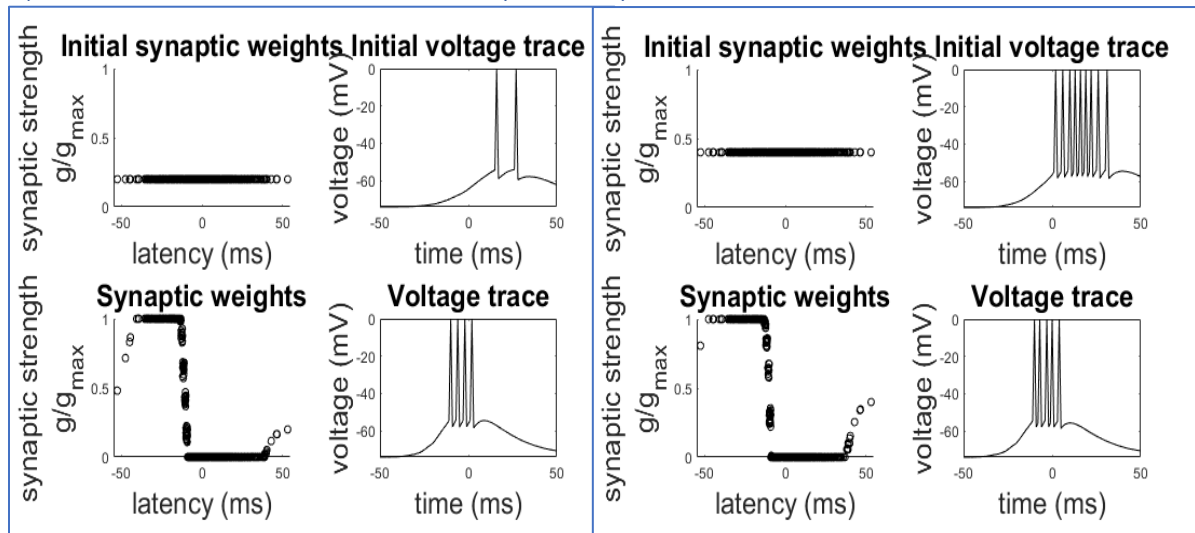 Initial synaptic weights
synaptic strength
g/gmax
1
0.5
0
-50
0
50
latency (ms)
Initial voltage trace
voltage (mV)
0
-20
-40
-60
-50
0
50
time (ms)
Synaptic weights
synaptic strength
g/gmax
1
0.5
0
-50
0
50
latency (ms)
Voltage trace
voltage (mV)
0
-20
-40
-60
-50
0
50
time (ms)
Initial synaptic weights
synaptic strength
g/gmax
1
0.5
0
-50
0
50
latency (ms)
Initial voltage trace
voltage (mV)
0
-20
-40
-60
-50
0
50
time (ms)
Synaptic weights
synaptic strength
g/gmax
1
0.5
0
-50
0
50
latency (ms)
Voltage trace
voltage (mV)
0
-20
-40
-60
-50
0
50
time (ms)